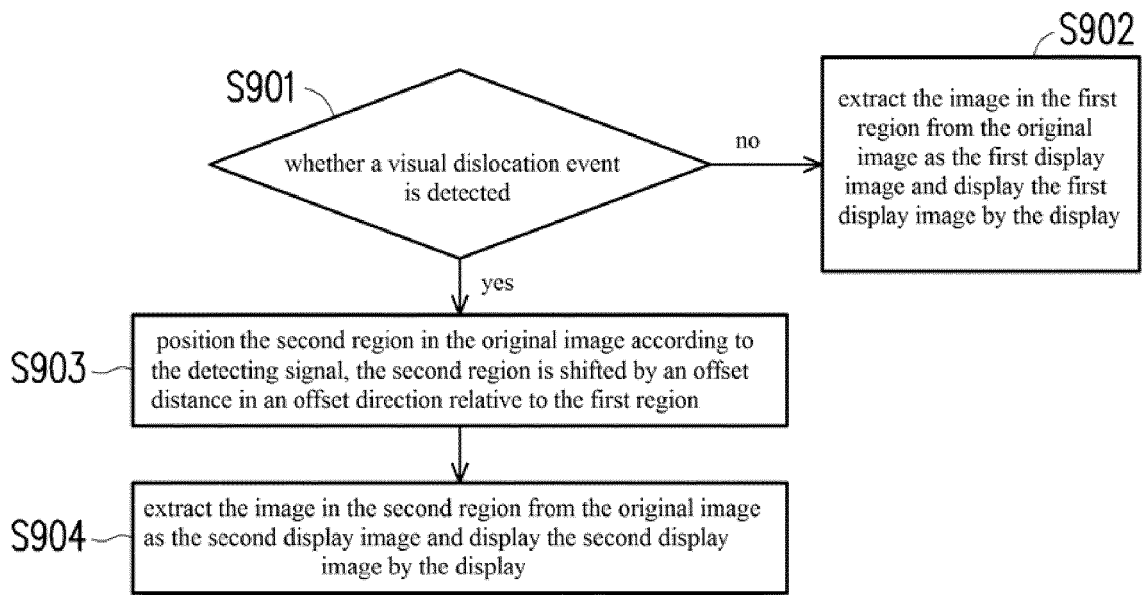 S901
whether a visual dislocation event
is detected
no
S902
extract the image in the first
region from the original
image as the first display
image and display the first
display image by the display
yes
S903
position the second region in the original image according to
the detecting signal, the second region is shifted by an offset
distance in an offset direction relative to the first region
S904
extract the image in the second region from the original image
as the second display image and display the second display
image by the display